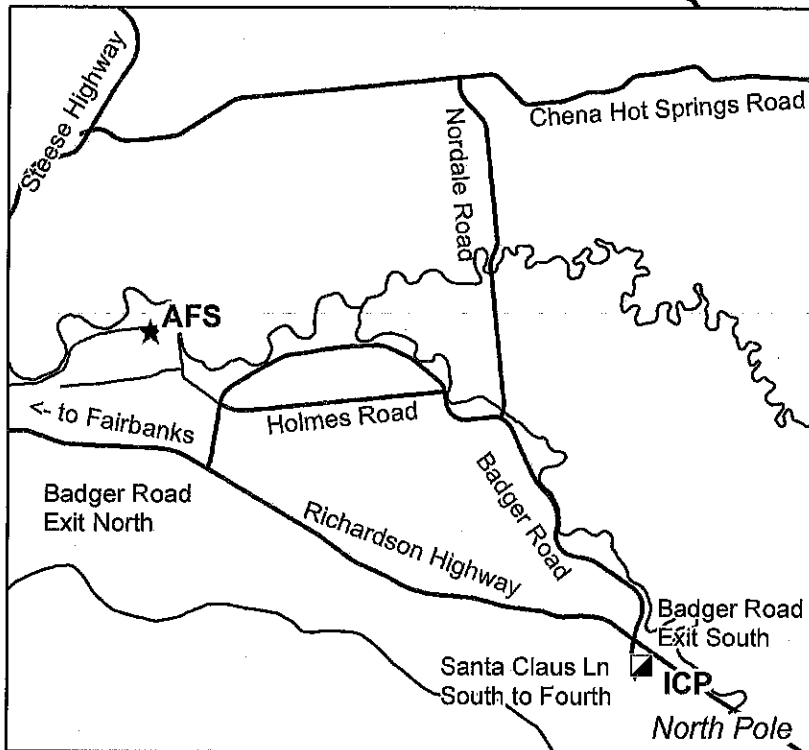 Steese Highway
Chena Hot Springs Road
Nordale Road
AFS
Holmes Road
<- to Fairbanks
Badger Road
Exit North
Badger Road
Richardson Highway
Badger Road
Exit South
Santa Claus Ln
South to Fourth
ICP
North Pole